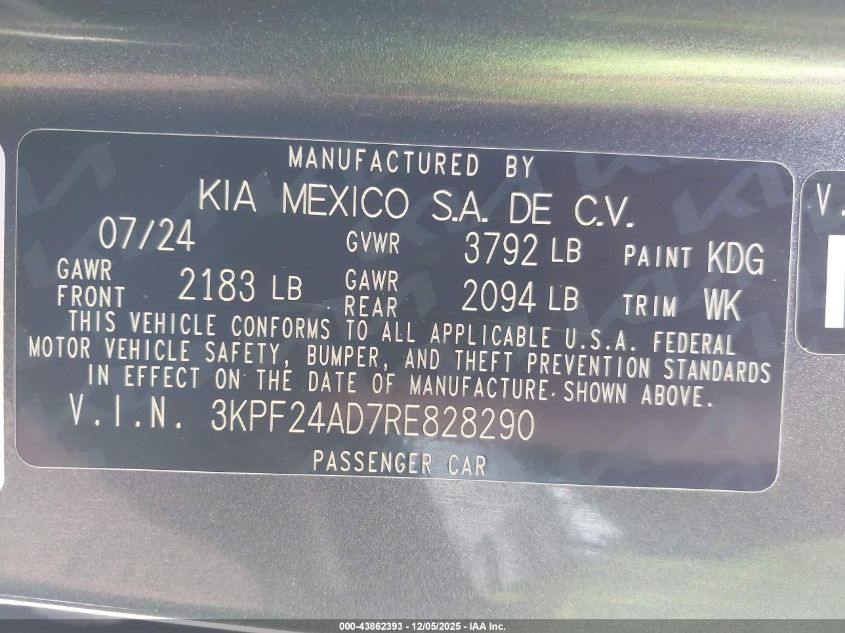 MANUFACTURED BY
KIA MEXICO S.A. DE C.V.
07/24 GVWR 3792 LB PAINT KDG
GAWR FRONT 2183 LB GAWR REAR 2094 LB TRIM WK
THIS VEHICLE CONFORMS TO ALL APPLICABLE U.S.A. FEDERAL
MOTOR VEHICLE SAFETY, BUMPER, AND THEFT PREVENTION STANDARDS
IN EFFECT ON THE DATE OF MANUFACTURE SHOWN ABOVE.
V.I.N. 3KPF24AD7RE828290
PASSENGER CAR
V.
000-43862393 - 12/05/2025 - IAA Inc.